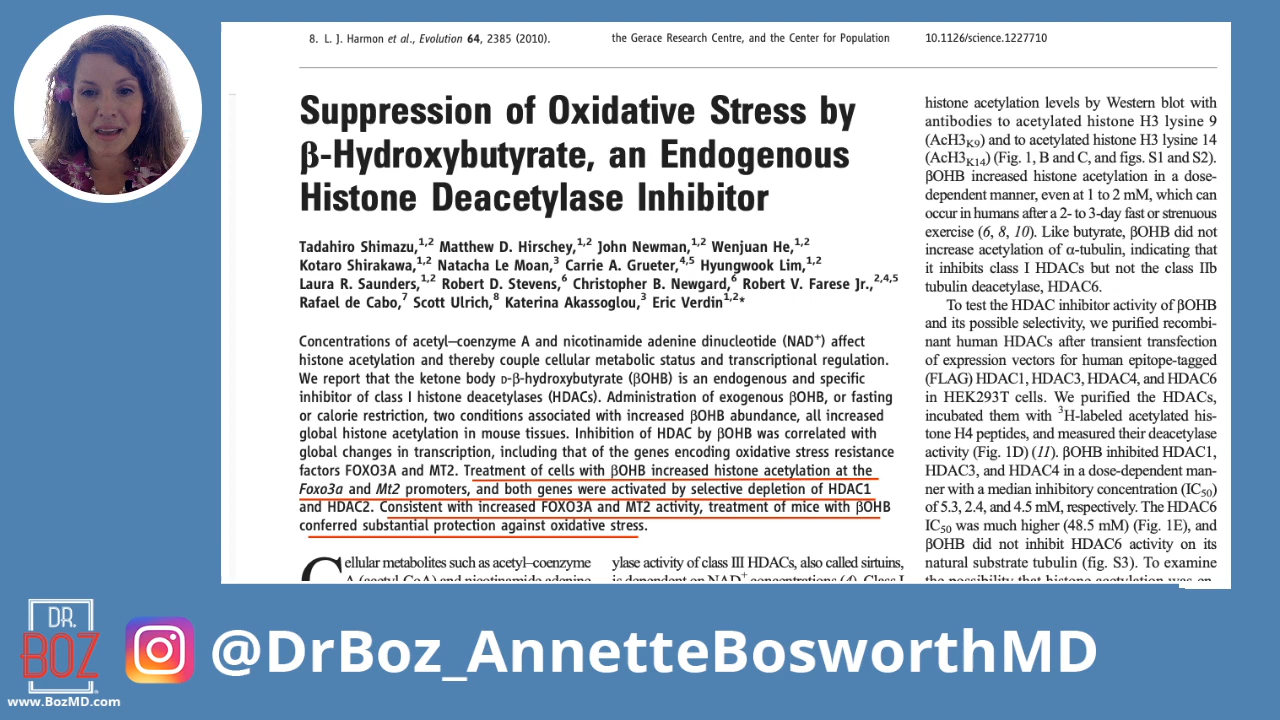 8. L. J. Harmon et al., Evolution 64, 2385 (2010).
the Gerace Research Centre, and the Center for Population
10.1126/science.1227710
Suppression of Oxidative Stress by
β-Hydroxybutyrate, an Endogenous
Histone Deacetylase Inhibitor
Tadahiro Shimazu,1,2 Matthew D. Hirschey,1,2 John Newman,1,2 Wenjuan He,1,2
Kotaro Shirakawa,1,2 Natacha Le Moan,3 Carrie A. Grueter,4,5 Hyungwook Lim,1,2
Laura R. Saunders,1,2 Robert D. Stevens,6 Christopher B. Newgard,6 Robert V. Farese Jr.,2,4,5
Rafael de Cabo,7 Scott Ulrich,8 Katerina Akassoglou,3 Eric Verdin1,2*
Concentrations of acetyl–coenzyme A and nicotinamide adenine dinucleotide (NAD+) affect
histone acetylation and thereby couple cellular metabolic status and transcriptional regulation.
We report that the ketone body D-β-hydroxybutyrate (βOHB) is an endogenous and specific
inhibitor of class I histone deacetylases (HDACs). Administration of exogenous βOHB, or fasting
or calorie restriction, two conditions associated with increased βOHB abundance, all increased
global histone acetylation in mouse tissues. Inhibition of HDAC by βOHB was correlated with
global changes in transcription, including that of the genes encoding oxidative stress resistance
factors FOXO3A and MT2. Treatment of cells with βOHB increased histone acetylation at the
Foxo3a and Mt2 promoters, and both genes were activated by selective depletion of HDAC1
and HDAC2. Consistent with increased FOXO3A and MT2 activity, treatment of mice with βOHB
conferred substantial protection against oxidative stress.
Cellular metabolites such as acetyl–coenzyme
A (acetyl-CoA) and nicotinamide adenine
ylase activity of class III HDACs, also called sirtuins,
is dependent on NAD+ concentrations (4). Class I
histone acetylation levels by Western blot with
antibodies to acetylated histone H3 lysine 9
(AcH3K9) and to acetylated histone H3 lysine 14
(AcH3K14) (Fig. 1, B and C, and figs. S1 and S2).
βOHB increased histone acetylation in a dose-
dependent manner, even at 1 to 2 mM, which can
occur in humans after a 2- to 3-day fast or strenuous
exercise (6, 8, 10). Like butyrate, βOHB did not
increase acetylation of α-tubulin, indicating that
it inhibits class I HDACs but not the class IIb
tubulin deacetylase, HDAC6.
To test the HDAC inhibitor activity of βOHB
and its possible selectivity, we purified recombi-
nant human HDACs after transient transfection
of expression vectors for human epitope-tagged
(FLAG) HDAC1, HDAC3, HDAC4, and HDAC6
in HEK293T cells. We purified the HDACs,
incubated them with 3H-labeled acetylated his-
tone H4 peptides, and measured their deacetylase
activity (Fig. 1D) (11). βOHB inhibited HDAC1,
HDAC3, and HDAC4 in a dose-dependent man-
ner with a median inhibitory concentration (IC50)
of 5.3, 2.4, and 4.5 mM, respectively. The HDAC6
IC50 was much higher (48.5 mM) (Fig. 1E), and
βOHB did not inhibit HDAC6 activity on its
natural substrate tubulin (fig. S3). To examine
the possibility that histone acetylation was en-
DR.
BOZ
www.BozMD.com
@DrBoz_AnnetteBosworthMD